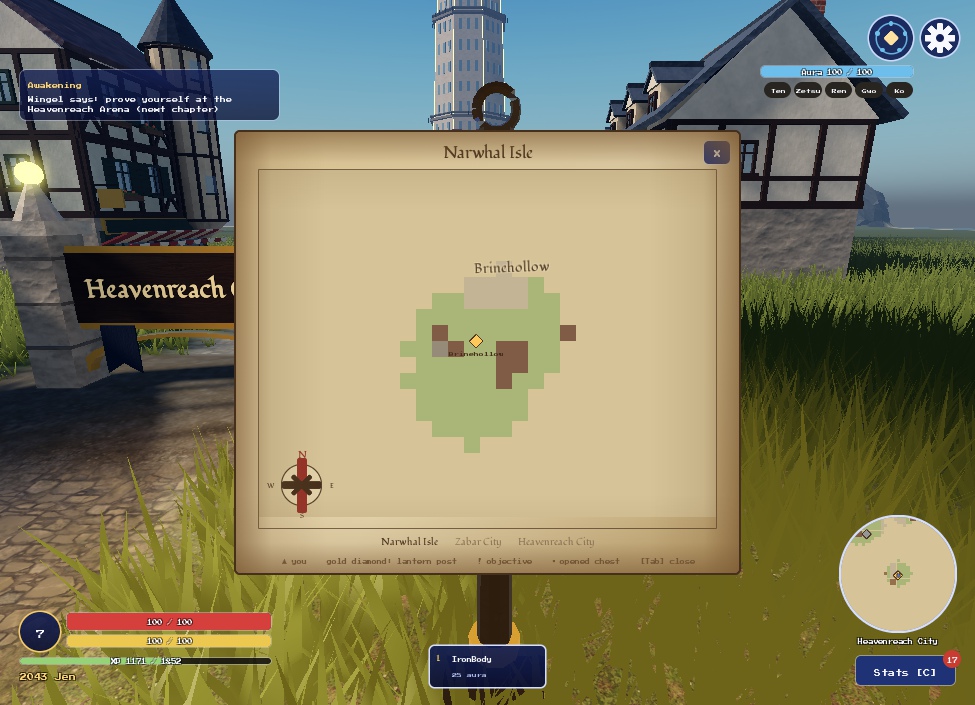 Awakening
Wingel says: prove yourself at the
Heavenreach Arena (next chapter)
Aura 100 / 100
Ten
Zetsu
Ren
Guo
Ko
Narwhal Isle
x
Heavenreach
Brinehollow
Brinehollow
N
W
E
S
Narwhal Isle
Zabar City
Heavenreach City
▲ you
gold diamond: lantern post
? objective
• opened chest
[Tab] close
7
100 / 100
100 / 100
XP 1171 / 1852
2043 Jen
1 IronBody
25 aura
Heavenreach City
17
Stats [C]